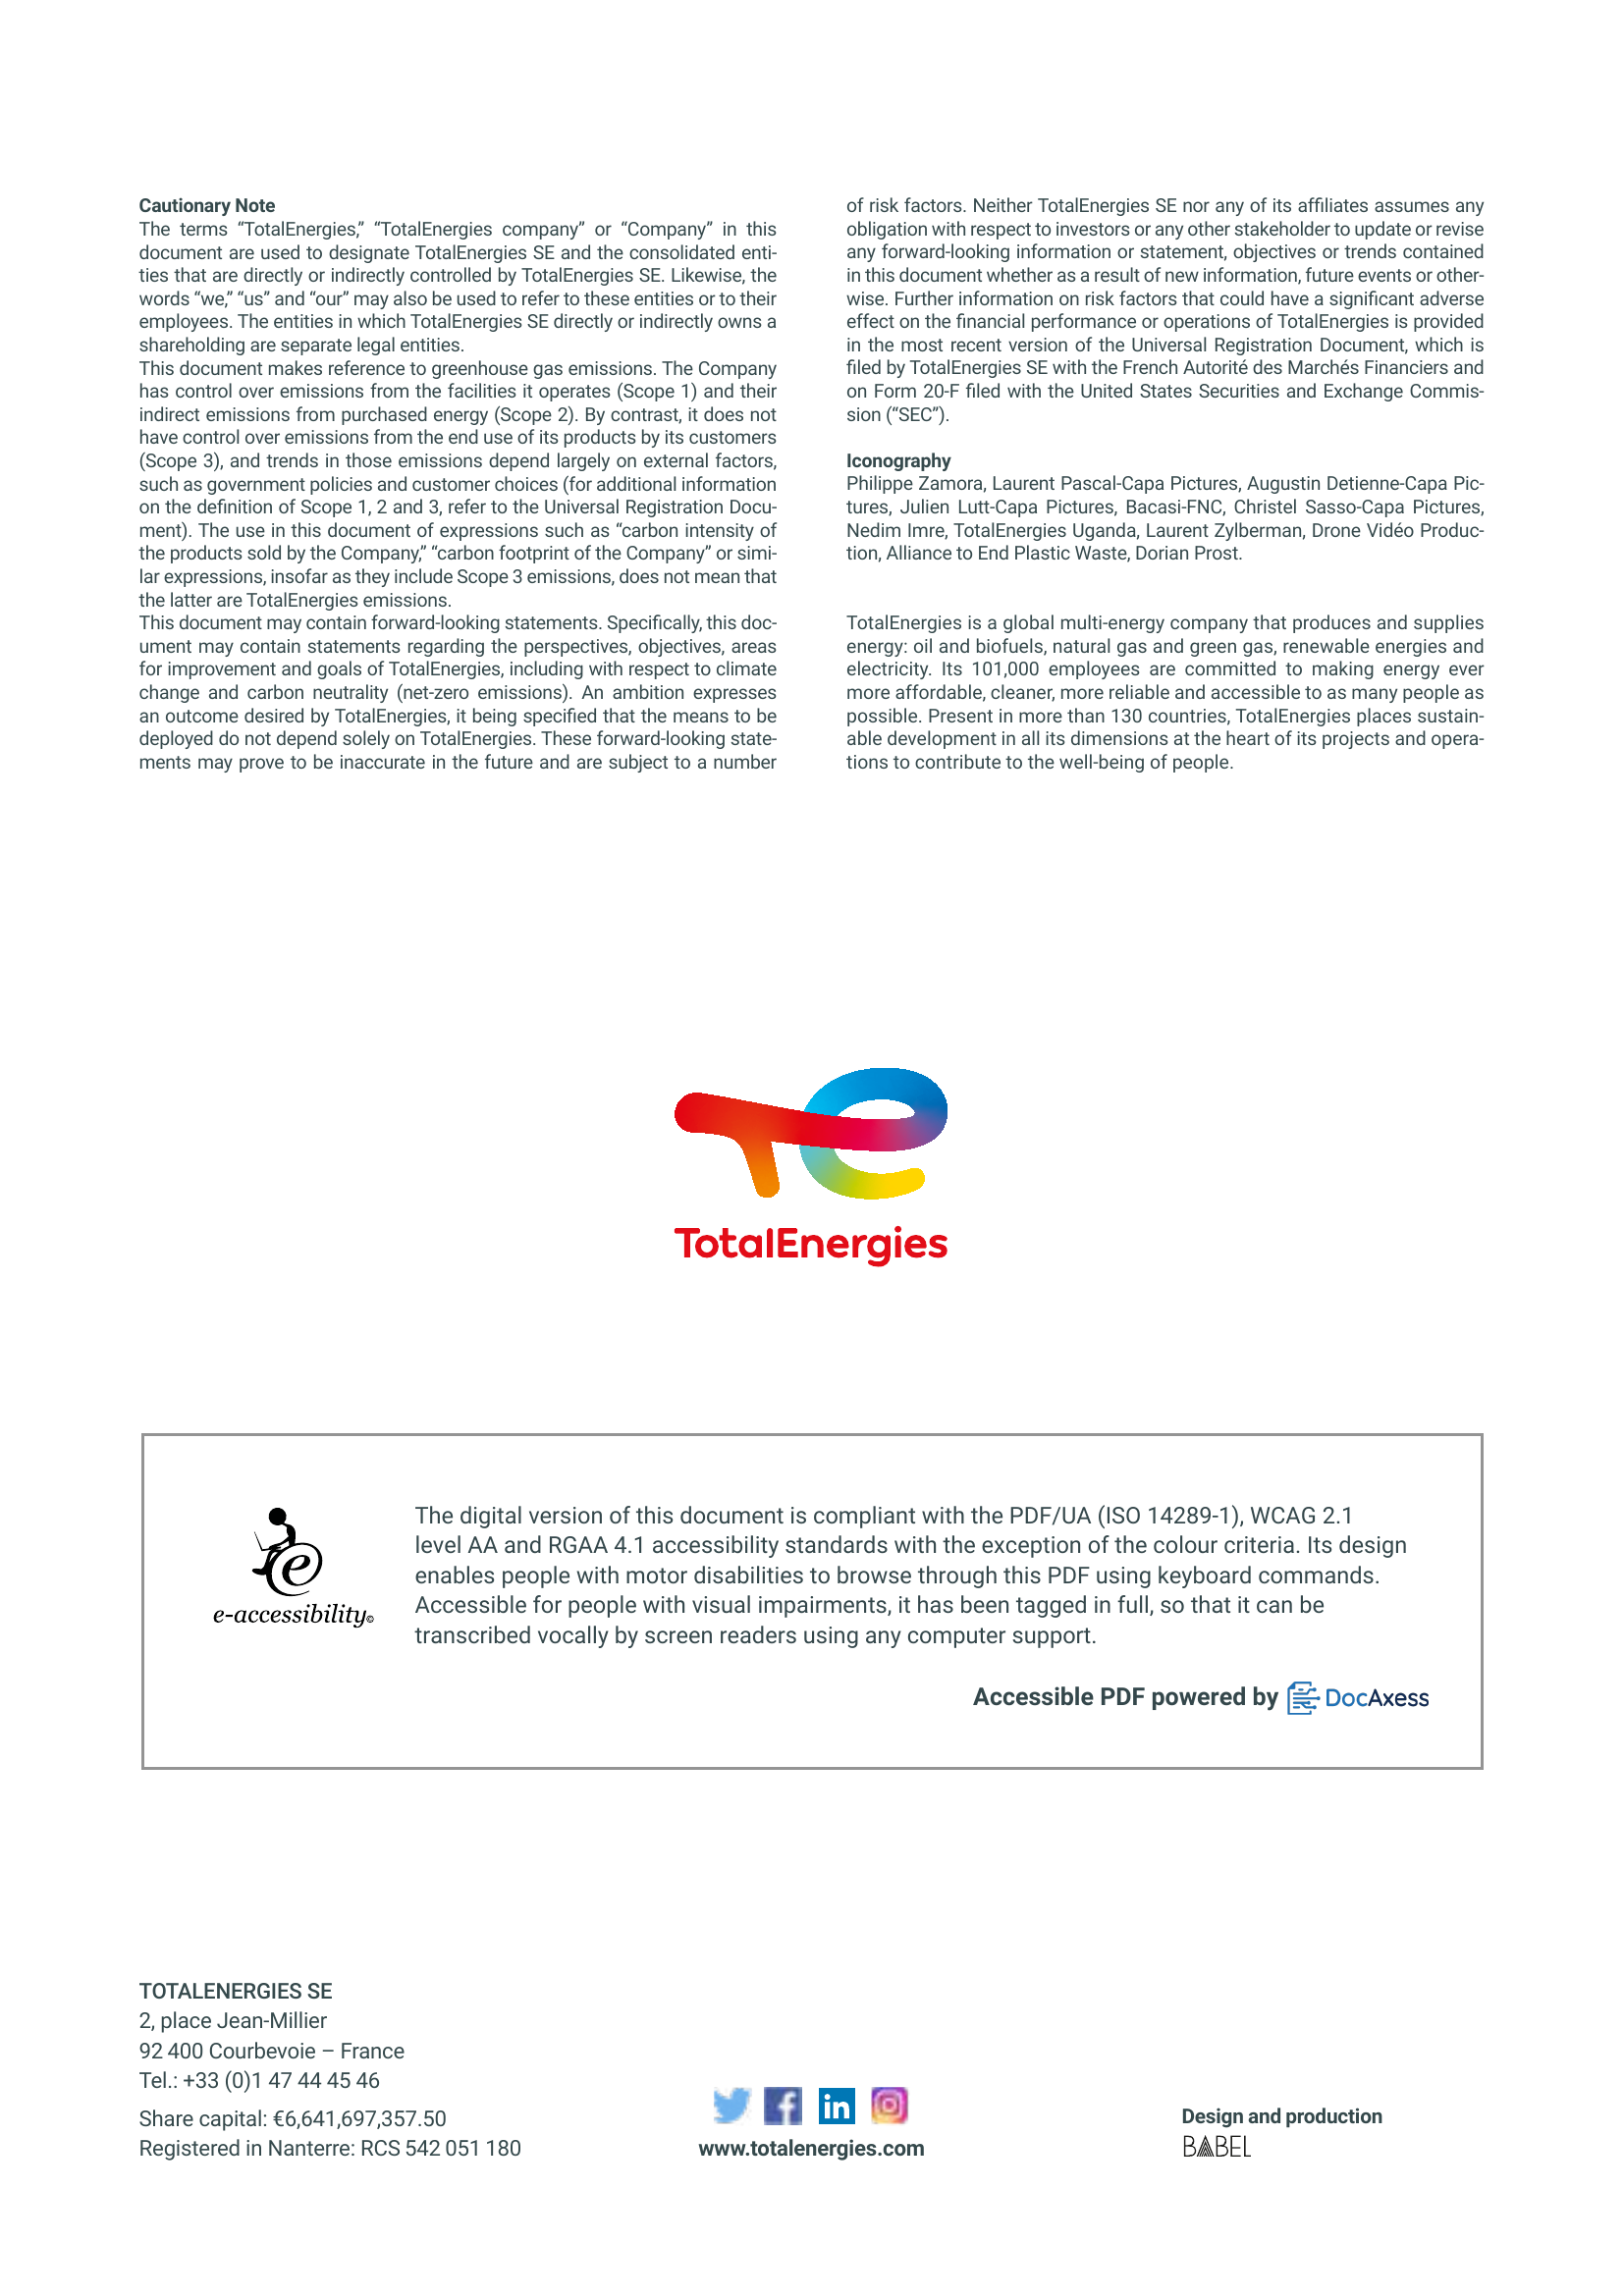 Cautionary Note
The terms “TotalEnergies,” “TotalEnergies company” or “Company” in this
document are used to designate TotalEnergies SE and the consolidated enti-
ties that are directly or indirectly controlled by TotalEnergies SE. Likewise, the
words “we,” “us” and “our” may also be used to refer to these entities or to their
employees. The entities in which TotalEnergies SE directly or indirectly owns a
shareholding are separate legal entities.
This document makes reference to greenhouse gas emissions. The Company
has control over emissions from the facilities it operates (Scope 1) and their
indirect emissions from purchased energy (Scope 2). By contrast, it does not
have control over emissions from the end use of its products by its customers
(Scope 3), and trends in those emissions depend largely on external factors,
such as government policies and customer choices (for additional information
on the definition of Scope 1, 2 and 3, refer to the Universal Registration Docu-
ment). The use in this document of expressions such as “carbon intensity of
the products sold by the Company,” “carbon footprint of the Company” or simi-
lar expressions, insofar as they include Scope 3 emissions, does not mean that
the latter are TotalEnergies emissions.
This document may contain forward-looking statements. Specifically, this doc-
ument may contain statements regarding the perspectives, objectives, areas
for improvement and goals of TotalEnergies, including with respect to climate
change and carbon neutrality (net-zero emissions). An ambition expresses
an outcome desired by TotalEnergies, it being specified that the means to be
deployed do not depend solely on TotalEnergies. These forward-looking state-
ments may prove to be inaccurate in the future and are subject to a number
of risk factors. Neither TotalEnergies SE nor any of its affiliates assumes any
obligation with respect to investors or any other stakeholder to update or revise
any forward-looking information or statement, objectives or trends contained
in this document whether as a result of new information, future events or other-
wise. Further information on risk factors that could have a significant adverse
effect on the financial performance or operations of TotalEnergies is provided
in the most recent version of the Universal Registration Document, which is
filed by TotalEnergies SE with the French Autorité des Marchés Financiers and
on Form 20-F filed with the United States Securities and Exchange Commis-
sion (“SEC”).
Iconography
Philippe Zamora, Laurent Pascal-Capa Pictures, Augustin Detienne-Capa Pic-
tures, Julien Lutt-Capa Pictures, Bacasi-FNC, Christel Sasso-Capa Pictures,
Nedim Imre, TotalEnergies Uganda, Laurent Zylberman, Drone Vidéo Produc-
tion, Alliance to End Plastic Waste, Dorian Prost.
TotalEnergies is a global multi-energy company that produces and supplies
energy: oil and biofuels, natural gas and green gas, renewable energies and
electricity. Its 101,000 employees are committed to making energy ever
more affordable, cleaner, more reliable and accessible to as many people as
possible. Present in more than 130 countries, TotalEnergies places sustain-
able development in all its dimensions at the heart of its projects and opera-
tions to contribute to the well-being of people.
TotalEnergies
e-accessibility©
The digital version of this document is compliant with the PDF/UA (ISO 14289-1), WCAG 2.1
level AA and RGAA 4.1 accessibility standards with the exception of the colour criteria. Its design
enables people with motor disabilities to browse through this PDF using keyboard commands.
Accessible for people with visual impairments, it has been tagged in full, so that it can be
transcribed vocally by screen readers using any computer support.
Accessible PDF powered by DocAxess
TOTALENERGIES SE
2, place Jean-Millier
92 400 Courbevoie – France
Tel.: +33 (0)1 47 44 45 46
Share capital: €6,641,697,357.50
Registered in Nanterre: RCS 542 051 180
www.totalenergies.com
Design and production
BABEL